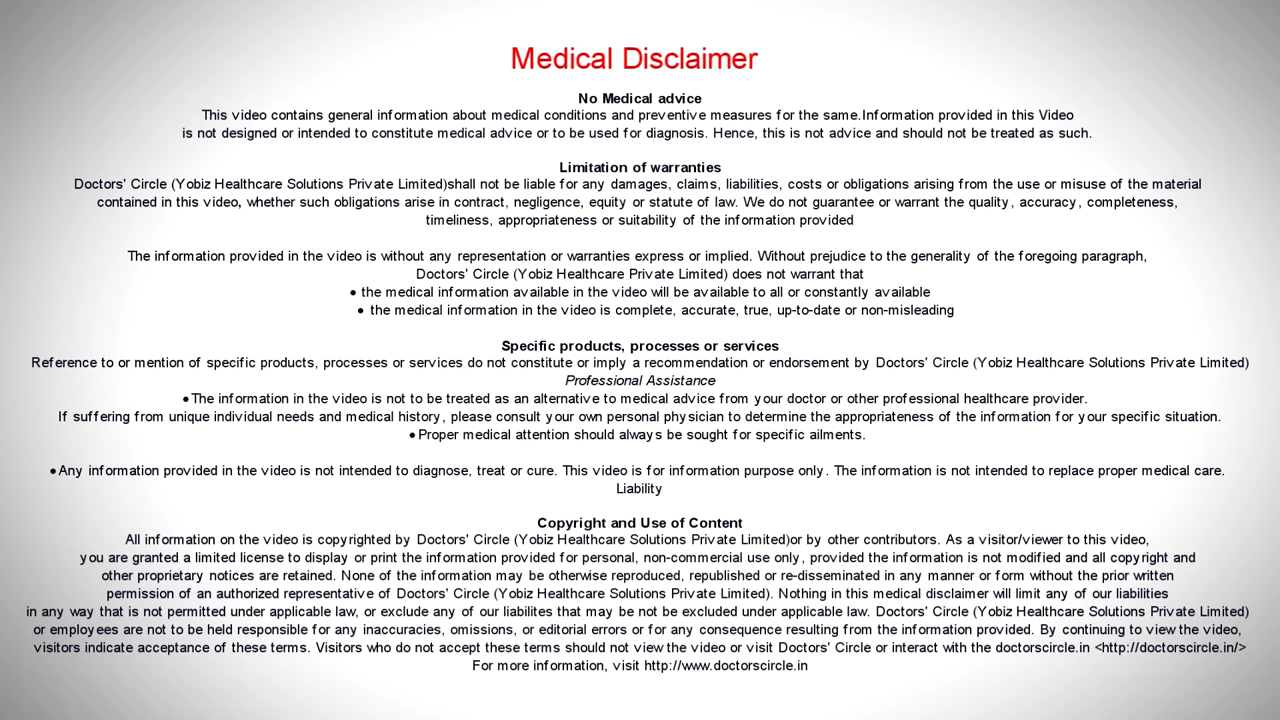 Medical Disclaimer
No Medical advice
This video contains general information about medical conditions and preventive measures for the same.Information provided in this Video
is not designed or intended to constitute medical advice or to be used for diagnosis. Hence, this is not advice and should not be treated as such.
Limitation of warranties
Doctors' Circle (Yobiz Healthcare Solutions Private Limited)shall not be liable for any damages, claims, liabilities, costs or obligations arising from the use or misuse of the material
contained in this video, whether such obligations arise in contract, negligence, equity or statute of law. We do not guarantee or warrant the quality, accuracy, completeness,
timeliness, appropriateness or suitability of the information provided
The information provided in the video is without any representation or warranties express or implied. Without prejudice to the generality of the foregoing paragraph,
Doctors' Circle (Yobiz Healthcare Private Limited) does not warrant that
• the medical information available in the video will be available to all or constantly available
• the medical information in the video is complete, accurate, true, up-to-date or non-misleading
Specific products, processes or services
Reference to or mention of specific products, processes or services do not constitute or imply a recommendation or endorsement by Doctors' Circle (Yobiz Healthcare Solutions Private Limited)
Professional Assistance
•The information in the video is not to be treated as an alternative to medical advice from your doctor or other professional healthcare provider.
If suffering from unique individual needs and medical history, please consult your own personal physician to determine the appropriateness of the information for your specific situation.
•Proper medical attention should always be sought for specific ailments.
•Any information provided in the video is not intended to diagnose, treat or cure. This video is for information purpose only. The information is not intended to replace proper medical care.
Liability
Copyright and Use of Content
All information on the video is copyrighted by Doctors' Circle (Yobiz Healthcare Solutions Private Limited)or by other contributors. As a visitor/viewer to this video,
you are granted a limited license to display or print the information provided for personal, non-commercial use only, provided the information is not modified and all copyright and
other proprietary notices are retained. None of the information may be otherwise reproduced, republished or re-disseminated in any manner or form without the prior written
permission of an authorized representative of Doctors' Circle (Yobiz Healthcare Solutions Private Limited). Nothing in this medical disclaimer will limit any of our liabilities
in any way that is not permitted under applicable law, or exclude any of our liabilites that may be not be excluded under applicable law. Doctors' Circle (Yobiz Healthcare Solutions Private Limited)
or employees are not to be held responsible for any inaccuracies, omissions, or editorial errors or for any consequence resulting from the information provided. By continuing to view the video,
visitors indicate acceptance of these terms. Visitors who do not accept these terms should not view the video or visit Doctors' Circle or interact with the doctorscircle.in <http://doctorscircle.in/>
For more information, visit http://www.doctorscircle.in